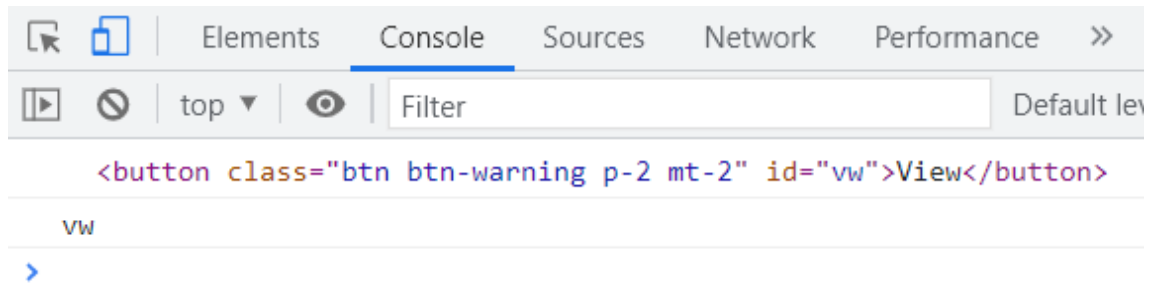 Elements Console Sources Network Performance
top Filter Default lev
<button class="btn btn-warning p-2 mt-2" id="vw">View</button>
vw